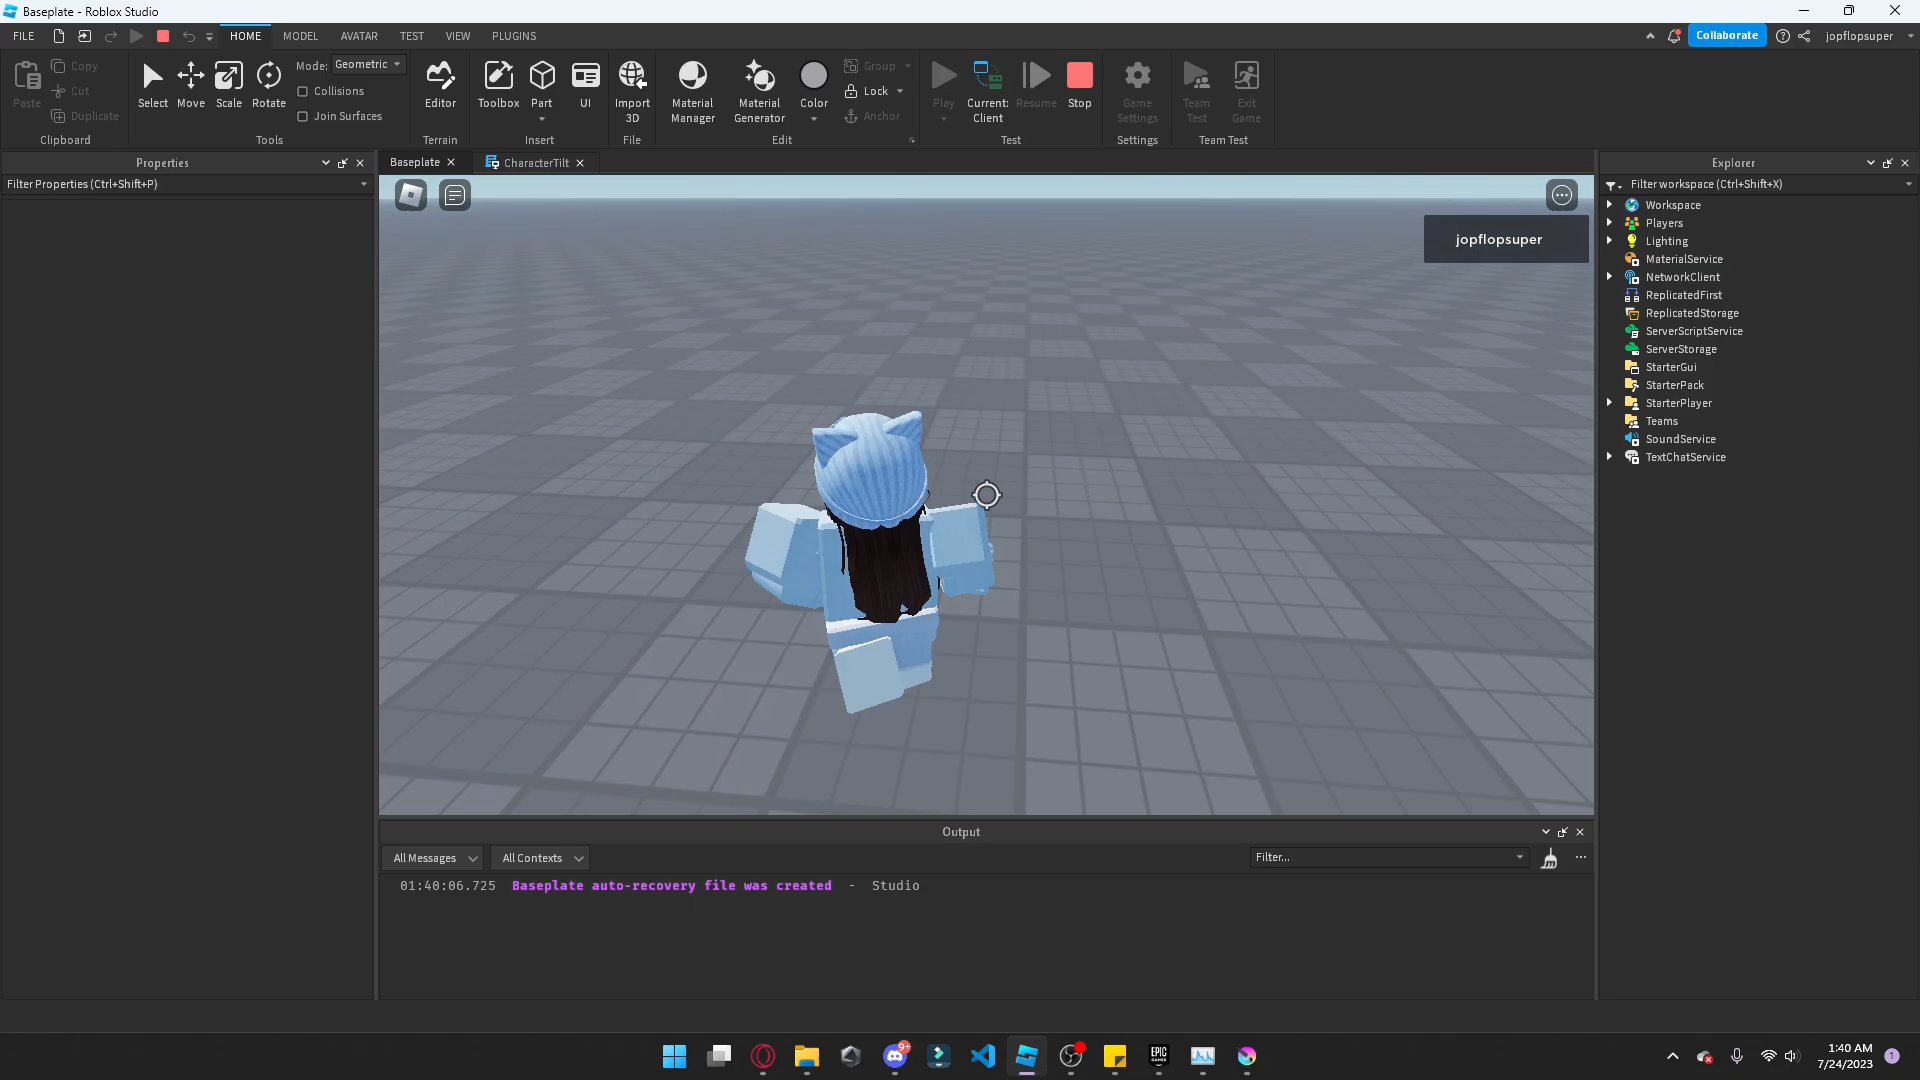 Baseplate - Roblox Studio
FILE HOME MODEL AVATAR TEST VIEW PLUGINS Collaborate jopflopsuper
Paste Copy Cut Duplicate
Clipboard
Select Move Scale Rotate
Mode: Geometric
Collisions
Join Surfaces
Tools
Editor
Terrain
Toolbox Part UI
Insert
Import 3D
File
Material Manager Material Generator Color
Group
Lock
Anchor
Edit
Play Current: Client Resume Stop
Test
Game Settings
Settings
Team Test Exit Game
Team Test
Properties
Filter Properties (Ctrl+Shift+P)
Baseplate CharacterTilt
jopflopsuper
Explorer
Filter workspace (Ctrl+Shift+X)
Workspace
Players
Lighting
MaterialService
NetworkClient
ReplicatedFirst
ReplicatedStorage
ServerScriptService
ServerStorage
StarterGui
StarterPack
StarterPlayer
Teams
SoundService
TextChatService
Output
All Messages All Contexts Filter...
01:40:06.725 Baseplate auto-recovery file was created - Studio
9+
EPIC GAMES
1:40 AM
7/24/2023
1